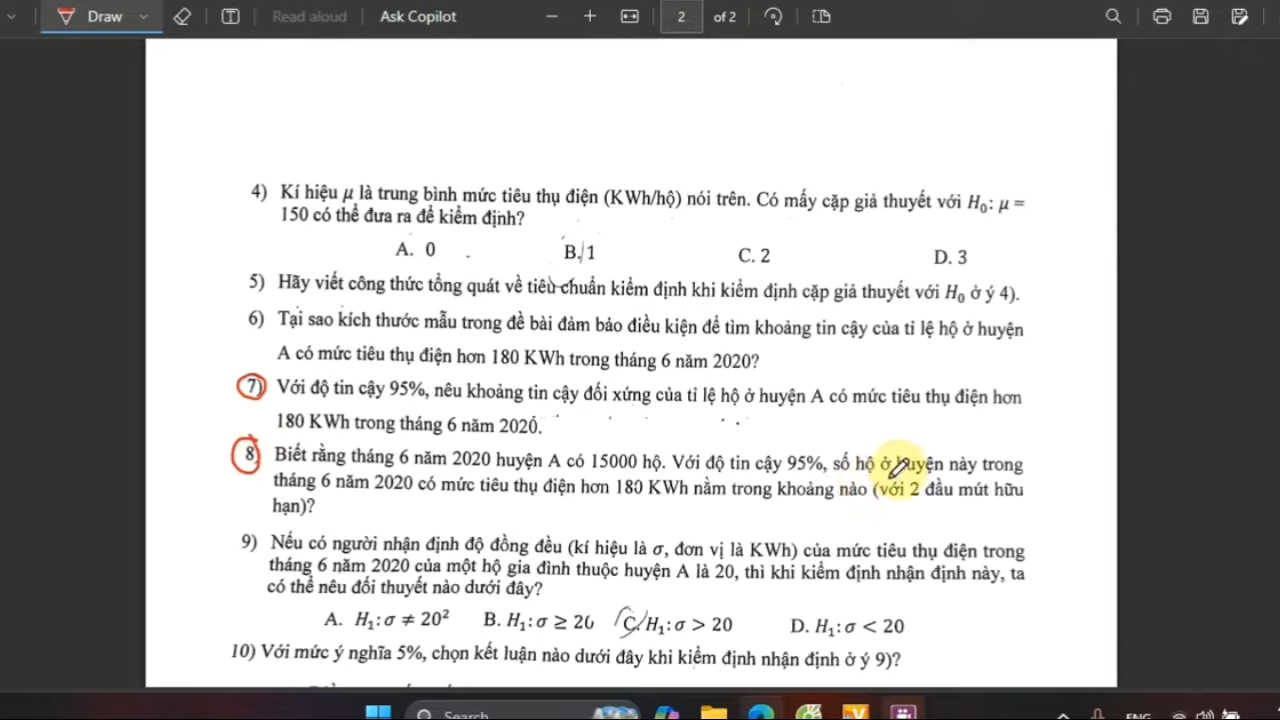 Draw
Read aloud
Ask Copilot
2
of 2
4) Kí hiệu μ là trung bình mức tiêu thụ điện (KWh/hộ) nói trên. Có mấy cặp giả thuyết với H₀: μ =
150 có thể đưa ra để kiểm định?
A. 0 B. 1 C. 2 D. 3
5) Hãy viết công thức tổng quát về tiêu chuẩn kiểm định khi kiểm định cặp giả thuyết với H₀ ở ý 4).
6) Tại sao kích thước mẫu trong đề bài đảm bảo điều kiện để tìm khoảng tin cậy của tỉ lệ hộ ở huyện
A có mức tiêu thụ điện hơn 180 KWh trong tháng 6 năm 2020?
7) Với độ tin cậy 95%, nêu khoảng tin cậy đối xứng của tỉ lệ hộ ở huyện A có mức tiêu thụ điện hơn
180 KWh trong tháng 6 năm 2020.
8) Biết rằng tháng 6 năm 2020 huyện A có 15000 hộ. Với độ tin cậy 95%, số hộ ở huyện này trong
tháng 6 năm 2020 có mức tiêu thụ điện hơn 180 KWh nằm trong khoảng nào (với 2 đầu mút hữu
hạn)?
9) Nếu có người nhận định độ đồng đều (kí hiệu là σ, đơn vị là KWh) của mức tiêu thụ điện trong
tháng 6 năm 2020 của một hộ gia đình thuộc huyện A là 20, thì khi kiểm định nhận định này, ta
có thể nêu đối thuyết nào dưới đây?
A. H₁: σ ≠ 20² B. H₁: σ ≥ 20 C. H₁: σ > 20 D. H₁: σ < 20
10) Với mức ý nghĩa 5%, chọn kết luận nào dưới đây khi kiểm định nhận định ở ý 9)?
Search
ENG